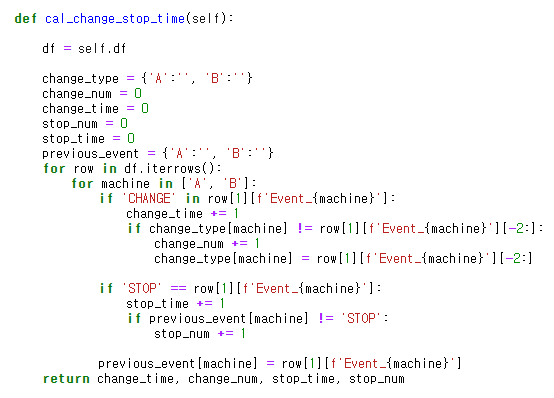 def cal_change_stop_time(self):
df = self.df
change_type = {'A':'', 'B':''}
change_num = 0
change_time = 0
stop_num = 0
stop_time = 0
previous_event = {'A':'', 'B':''}
for row in df.iterrows():
for machine in ['A', 'B']:
if 'CHANGE' in row[1][f'Event_{machine}']:
change_time += 1
if change_type[machine] != row[1][f'Event_{machine}'][-2:]:
change_num += 1
change_type[machine] = row[1][f'Event_{machine}'][-2:]
if 'STOP' == row[1][f'Event_{machine}']:
stop_time += 1
if previous_event[machine] != 'STOP':
stop_num += 1
previous_event[machine] = row[1][f'Event_{machine}']
return change_time, change_num, stop_time, stop_num